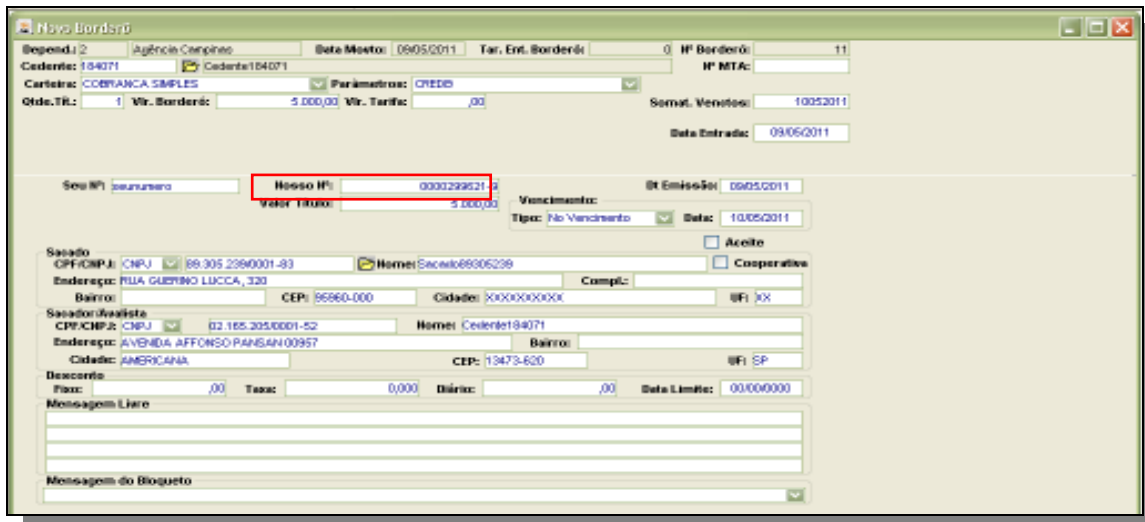 Novo Borderô
Depend.: 2 Agência Campinas Data Movto: 09/05/2011 Tar. Ent. Borderô: 0 Nº Borderô: 11
Cedente: 184071 Cedente184071 Nº MTA:
Carteira: COBRANCA SIMPLES Parâmetros: CREDIS
Qtde.Tít.: 1 Vlr. Borderô: 5.000,00 Vlr. Tarifa: ,00 Somat. Venctos: 10052011
Data Entrada: 09/05/2011
Seu Nº: seunumero Nosso Nº: 0000299521-9 Dt Emissão: 09/05/2011
Valor Título: 5.000,00 Vencimento:
Tipo: No Vencimento Data: 10/05/2011
Aceite
Sacado
CPF/CNPJ: CNPJ 89.305.239/0001-83 Nome: Sacado89305239 Cooperativa
Endereço: RUA GUERINO LUCCA, 320 Compl.:
Bairro: CEP: 95960-000 Cidade: XXXXXXXXXX UF: XX
Sacador/Avalista
CPF/CNPJ: CNPJ 02.165.205/0001-52 Nome: Cedente184071
Endereço: AVENIDA AFFONSO PANSAN 00957 Bairro:
Cidade: AMERICANA CEP: 13473-620 UF: SP
Desconto
Fixo: ,00 Taxa: 0,000 Diário: ,00 Data Limite: 00/00/0000
Mensagem Livre
Mensagem do Bloqueto